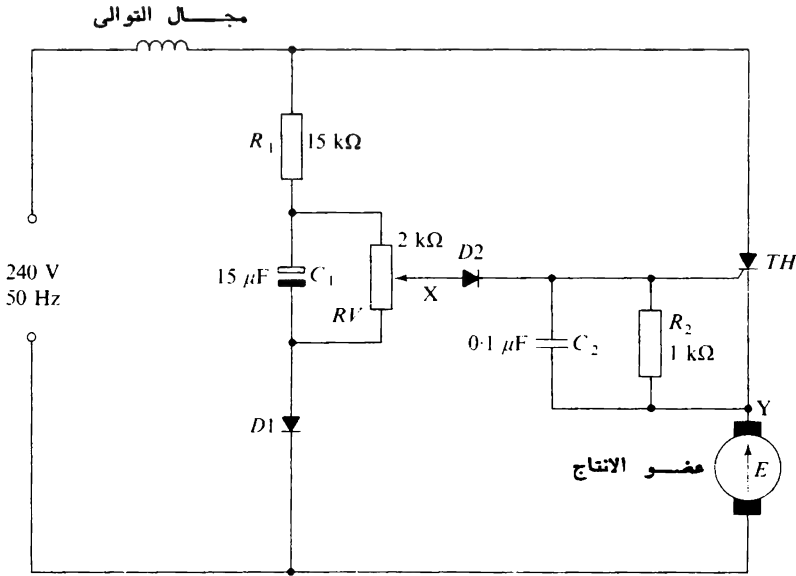 مجال التوالى
R₁ 15 kΩ
2 kΩ
D2
TH
240 V
50 Hz
15 μF C₁
X
RV
R₂
1 kΩ
0·1 μF C₂
Y
D1
عضو الانتاج
E